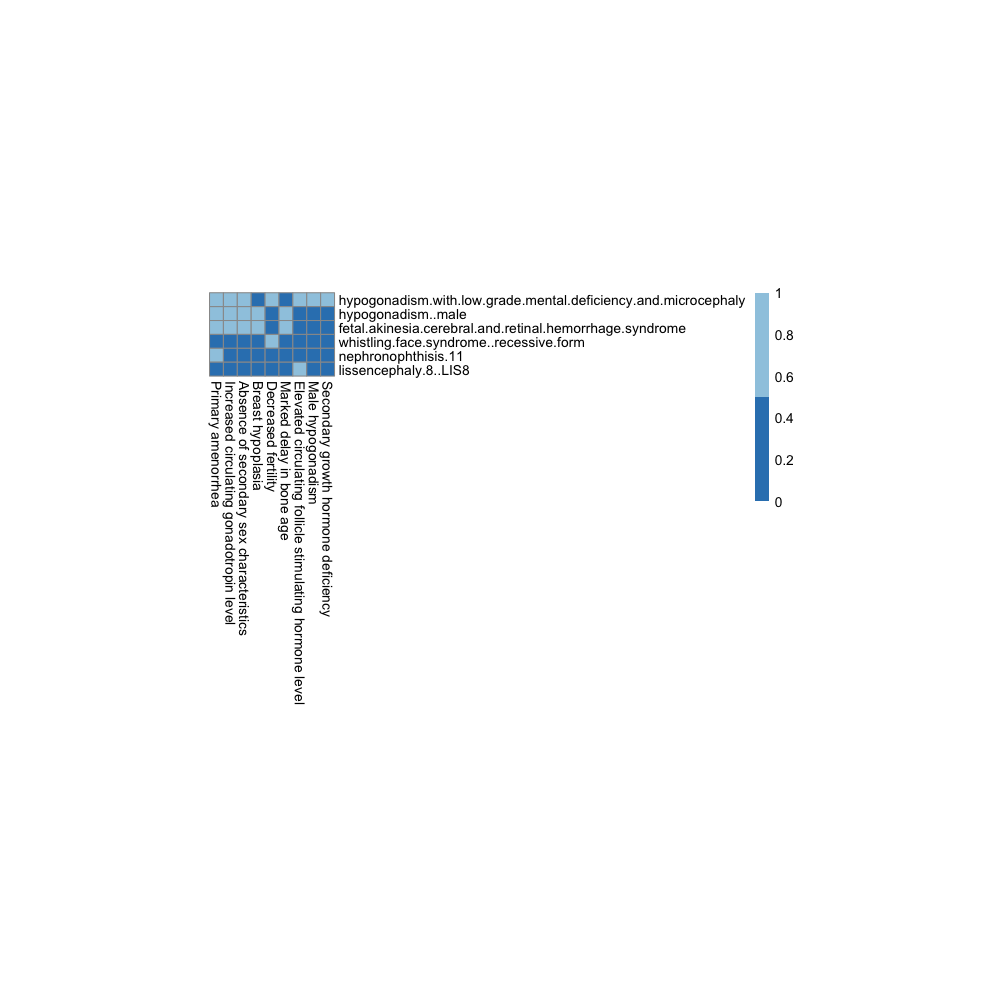 hypogonadism.with.low.grade.mental.deficiency.and.microcephaly
hypogonadism..male
fetal.akinesia.cerebral.and.retinal.hemorrhage.syndrome
whistling.face.syndrome..recessive.form
nephronophthisis.11
lissencephaly.8..LIS8
Primary amenorrhea
Increased circulating gonadotropin level
Absence of secondary sex characteristics
Breast hypoplasia
Decreased fertility
Marked delay in bone age
Elevated circulating follicle stimulating hormone level
Male hypogonadism
Secondary growth hormone deficiency
1
0.8
0.6
0.4
0.2
0